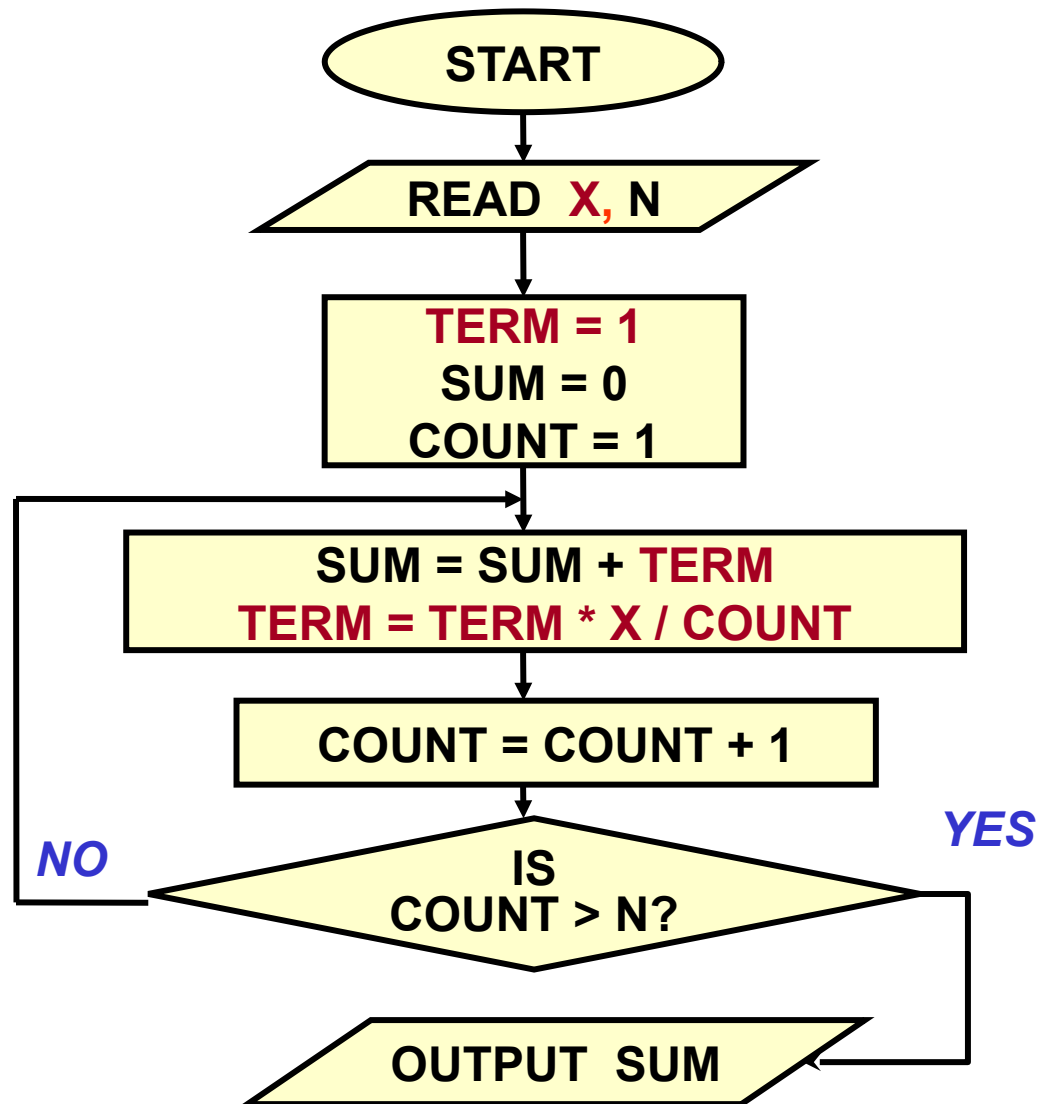 START
READ X, N
TERM = 1
SUM = 0
COUNT = 1
SUM = SUM + TERM
TERM = TERM * X / COUNT
COUNT = COUNT + 1
IS
COUNT > N?
NO
YES
OUTPUT SUM